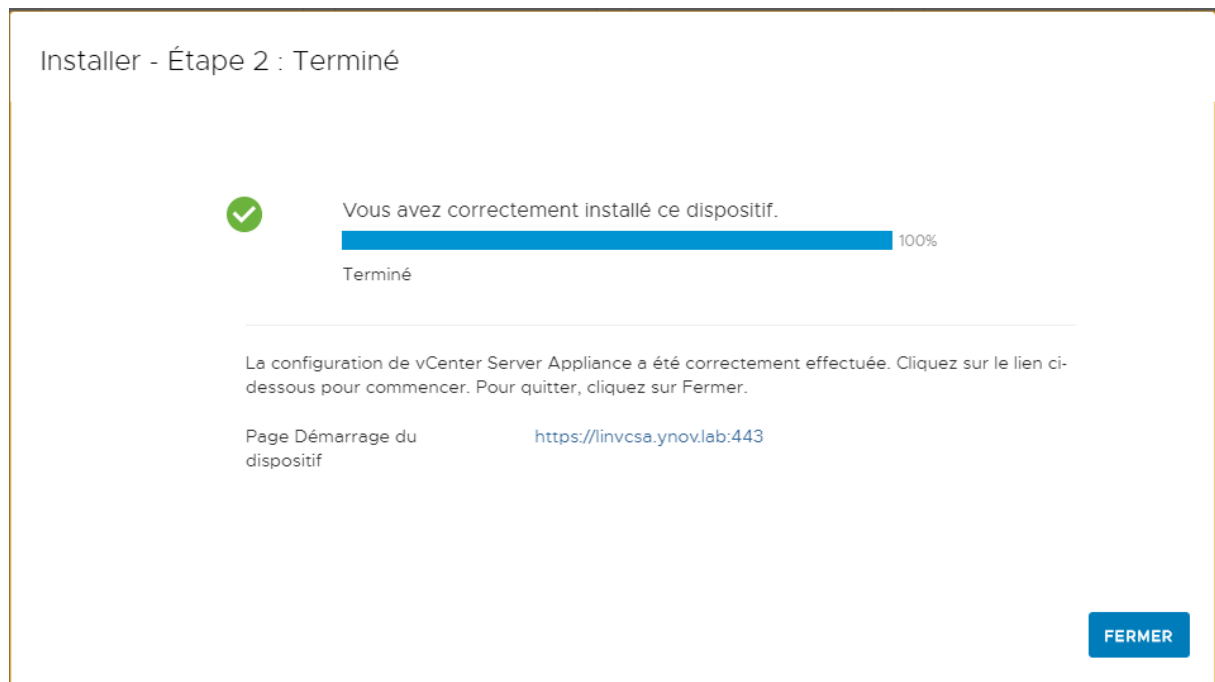 Installer - Étape 2 : Terminé
Vous avez correctement installé ce dispositif.
100%
Terminé
La configuration de vCenter Server Appliance a été correctement effectuée. Cliquez sur le lien ci-
dessous pour commencer. Pour quitter, cliquez sur Fermer.
Page Démarrage du
dispositif
https://linvcsa.ynov.lab:443
FERMER